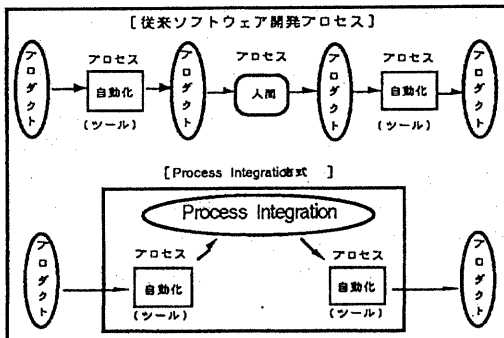 [従来ソフトウェア開発プロセス]
プロダクト
プロセス
自動化
(ツール)
プロダクト
プロセス
人間
プロダクト
プロセス
自動化
(ツール)
プロダクト
[Process Integration方式 ]
Process Integration
プロダクト
プロセス
自動化
(ツール)
プロセス
自動化
(ツール)
プロダクト